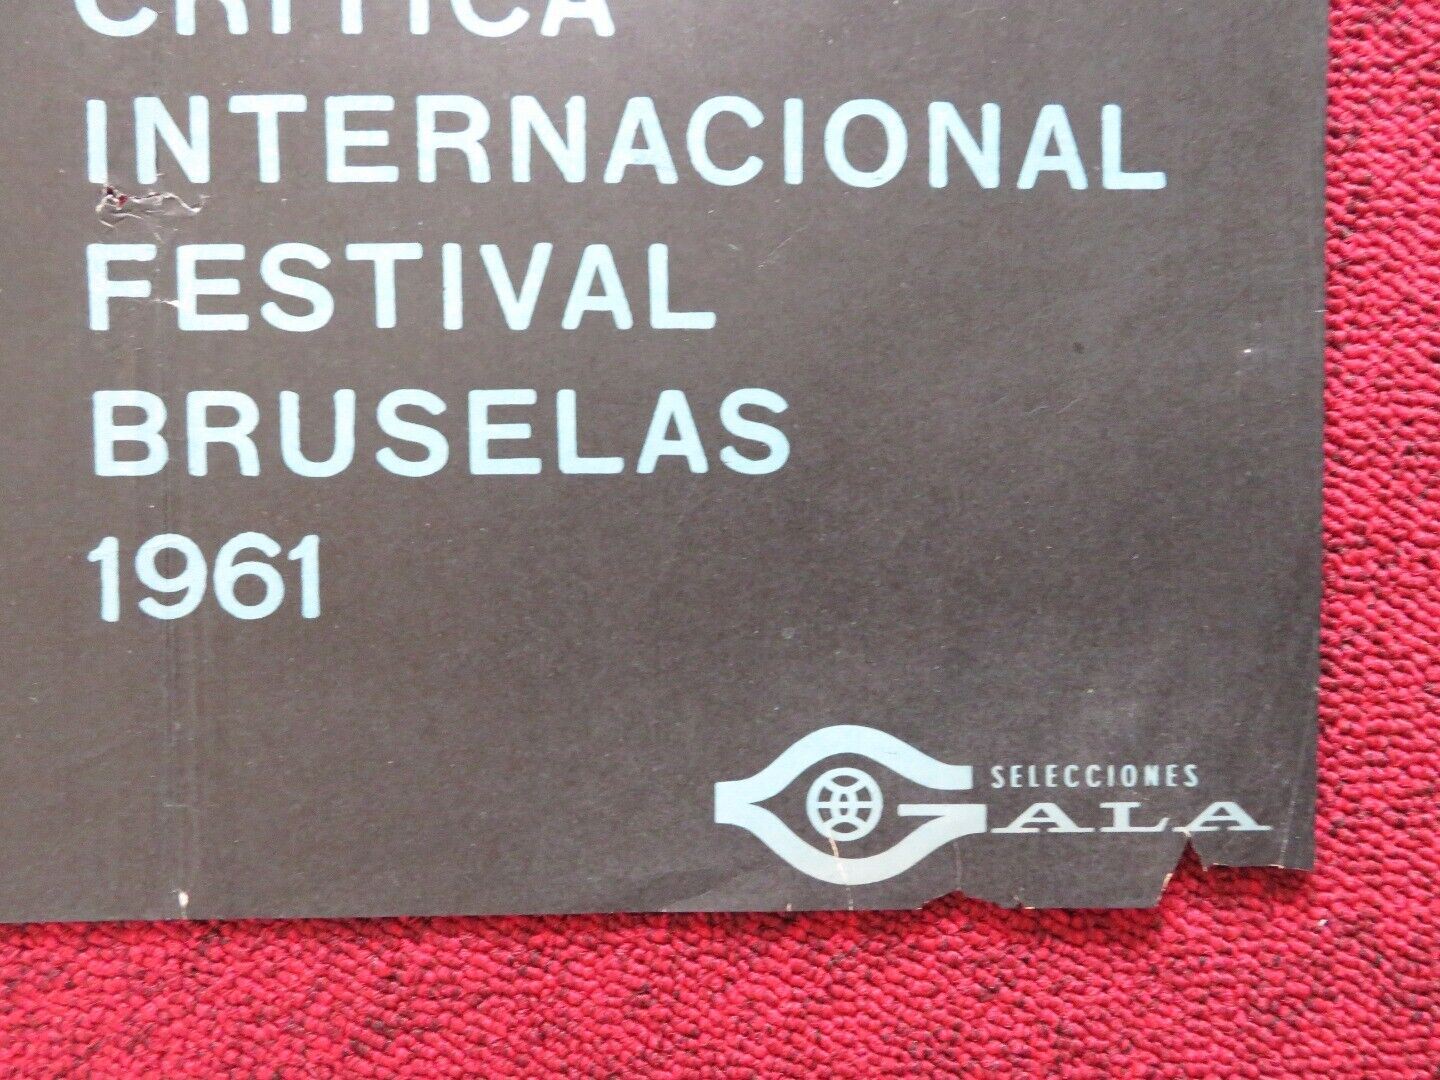 CRITICA
INTERNACIONAL
FESTIVAL
BRUSELAS
1961
SELECCIONES
GALA